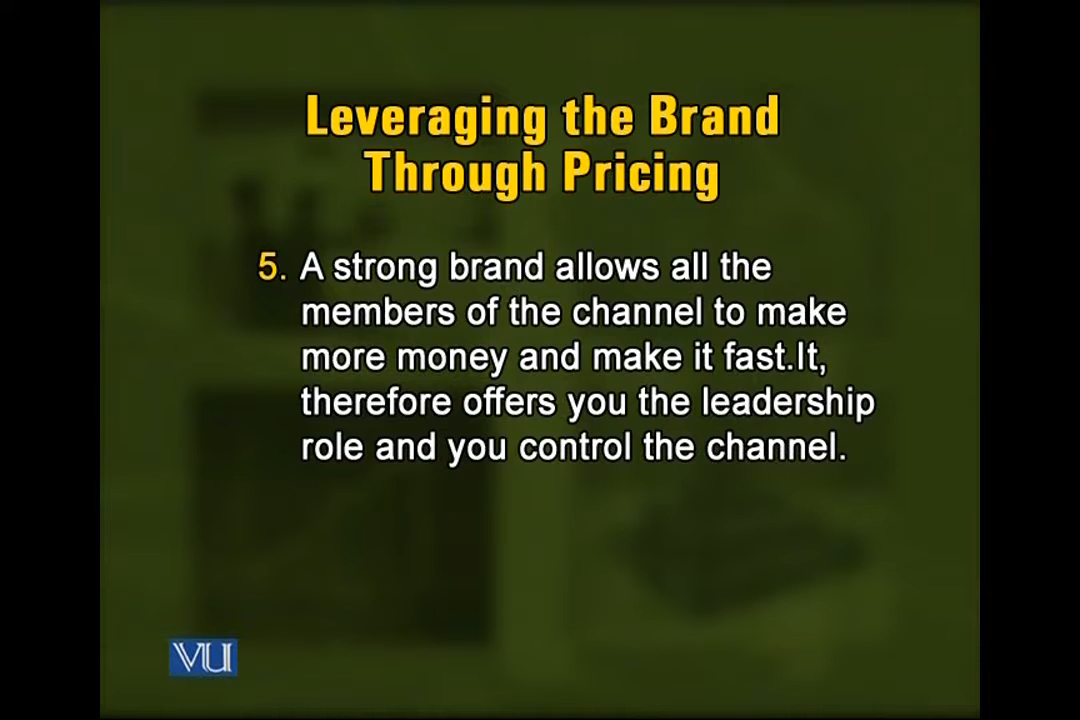 Leveraging the Brand
Through Pricing
5. A strong brand allows all the
members of the channel to make
more money and make it fast.It,
therefore offers you the leadership
role and you control the channel.
VU